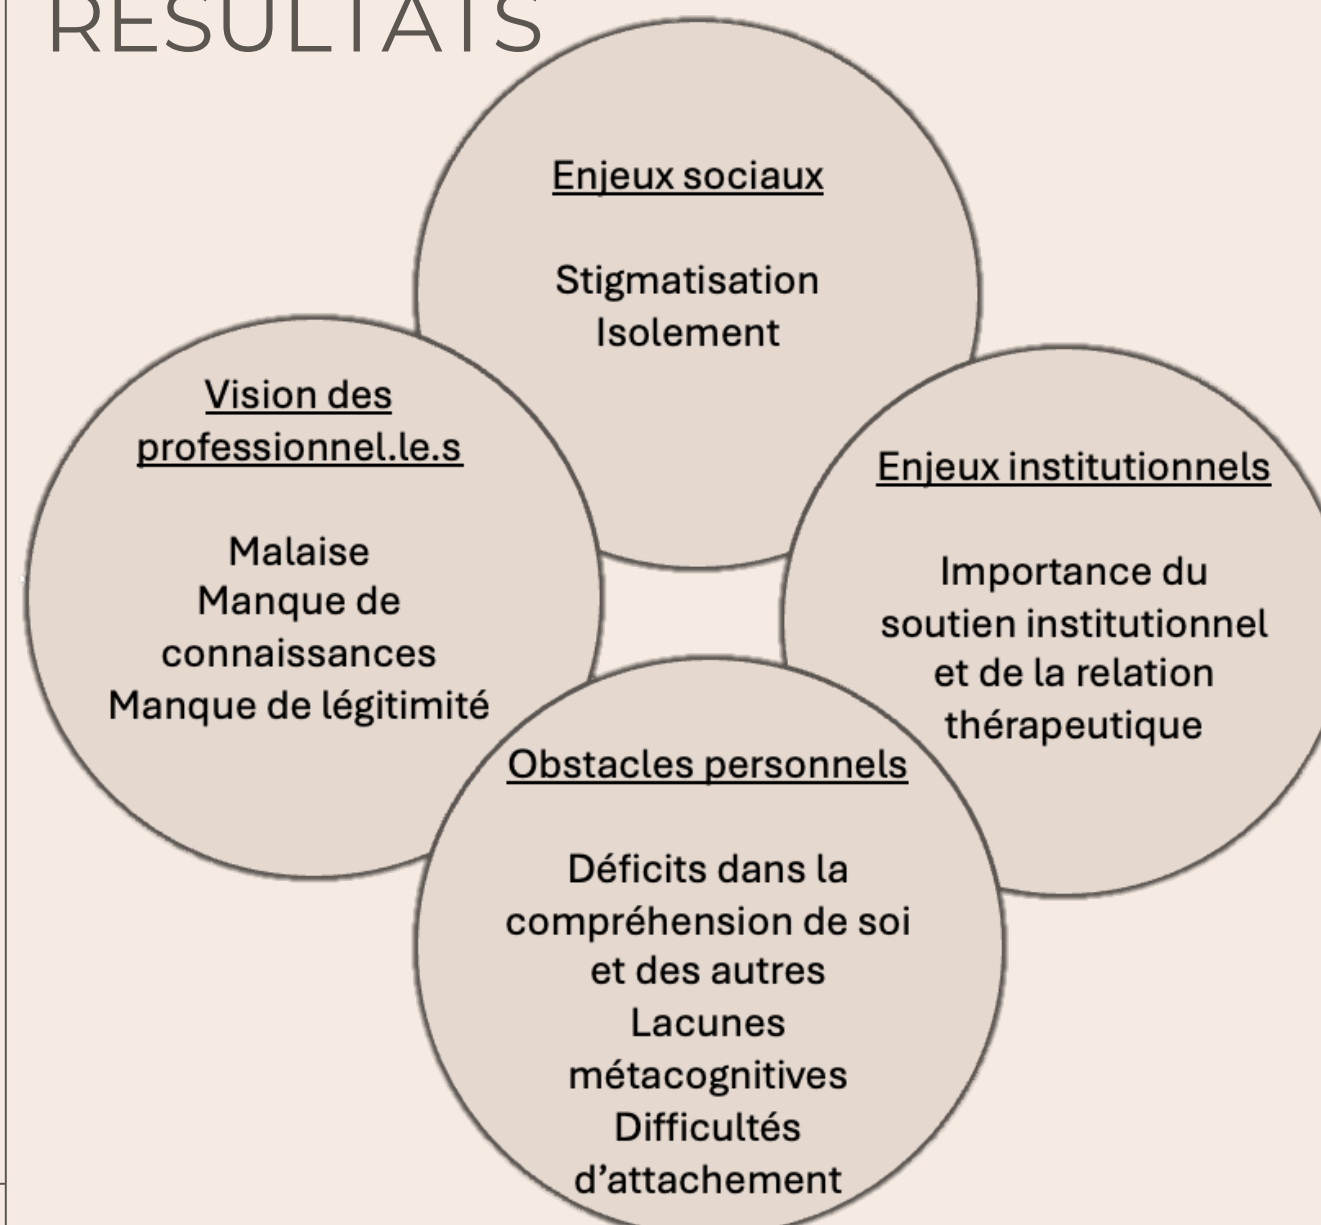 RESULTATS
Enjeux sociaux
Stigmatisation
Isolement
Vision des
professionnel.le.s
Malaise
Manque de
connaissances
Manque de légitimité
Enjeux institutionnels
Importance du
soutien institutionnel
et de la relation
thérapeutique
Obstacles personnels
Déficits dans la
compréhension de soi
et des autres
Lacunes
métacognitives
Difficultés
d’attachement